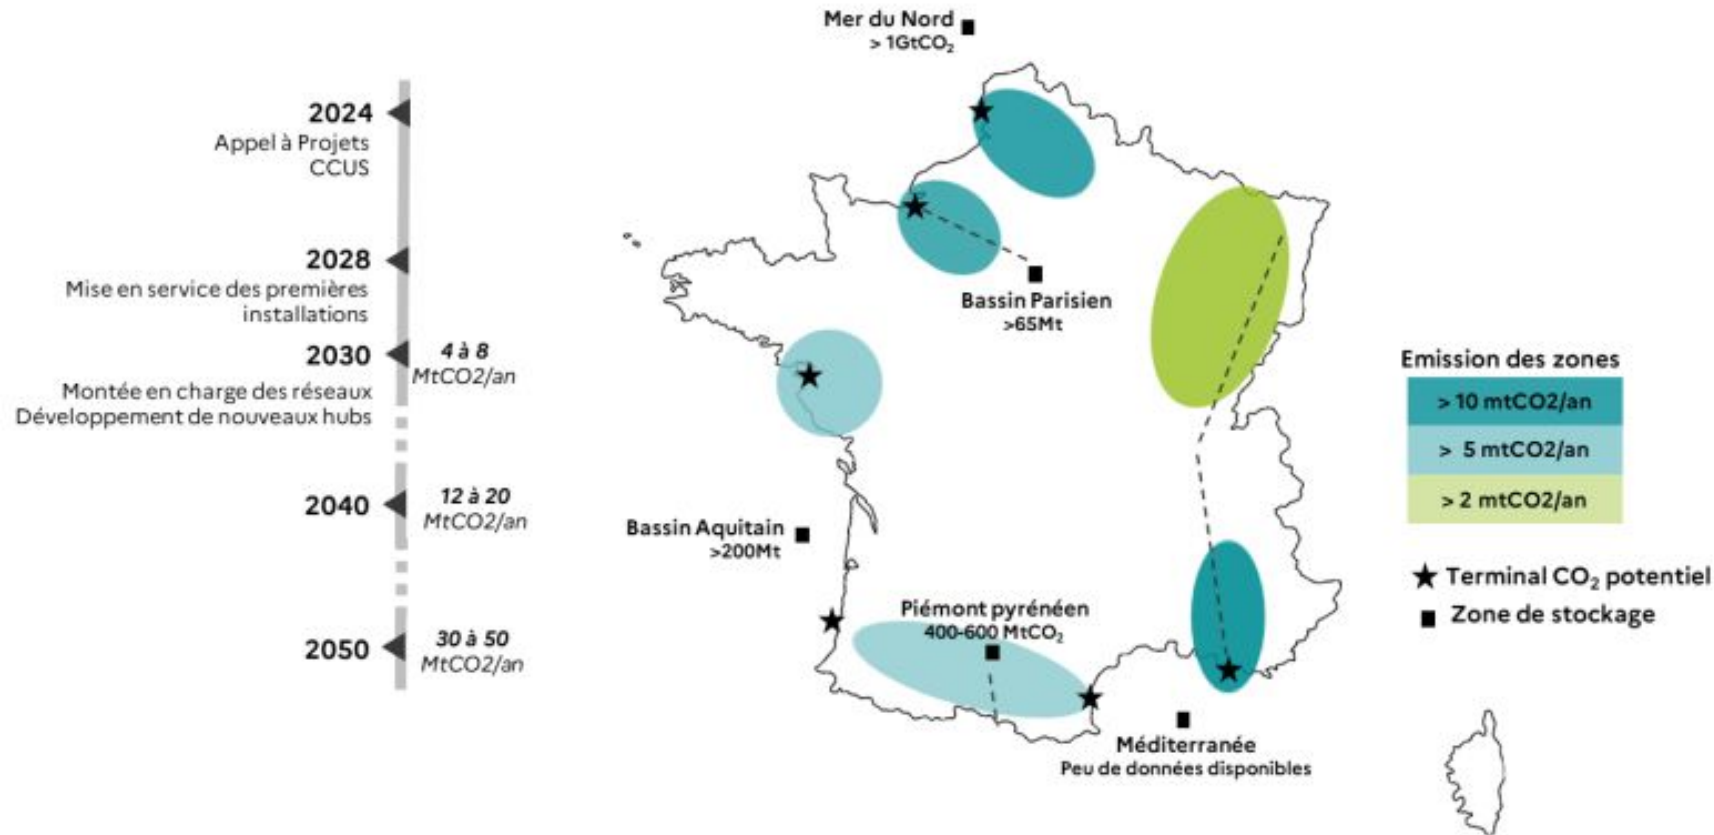 2024
Appel à Projets
CCUS
2028
Mise en service des premières
installations
2030
4 à 8
MtCO2/an
Montée en charge des réseaux
Développement de nouveaux hubs
2040
12 à 20
MtCO2/an
2050
30 à 50
MtCO2/an
Mer du Nord
> 1GtCO₂
Bassin Parisien
>65Mt
Bassin Aquitain
>200Mt
Piémont pyrénéen
400-600 MtCO₂
Méditerranée
Peu de données disponibles
Emission des zones
> 10 mtCO2/an
> 5 mtCO2/an
> 2 mtCO2/an
Terminal CO₂ potentiel
Zone de stockage